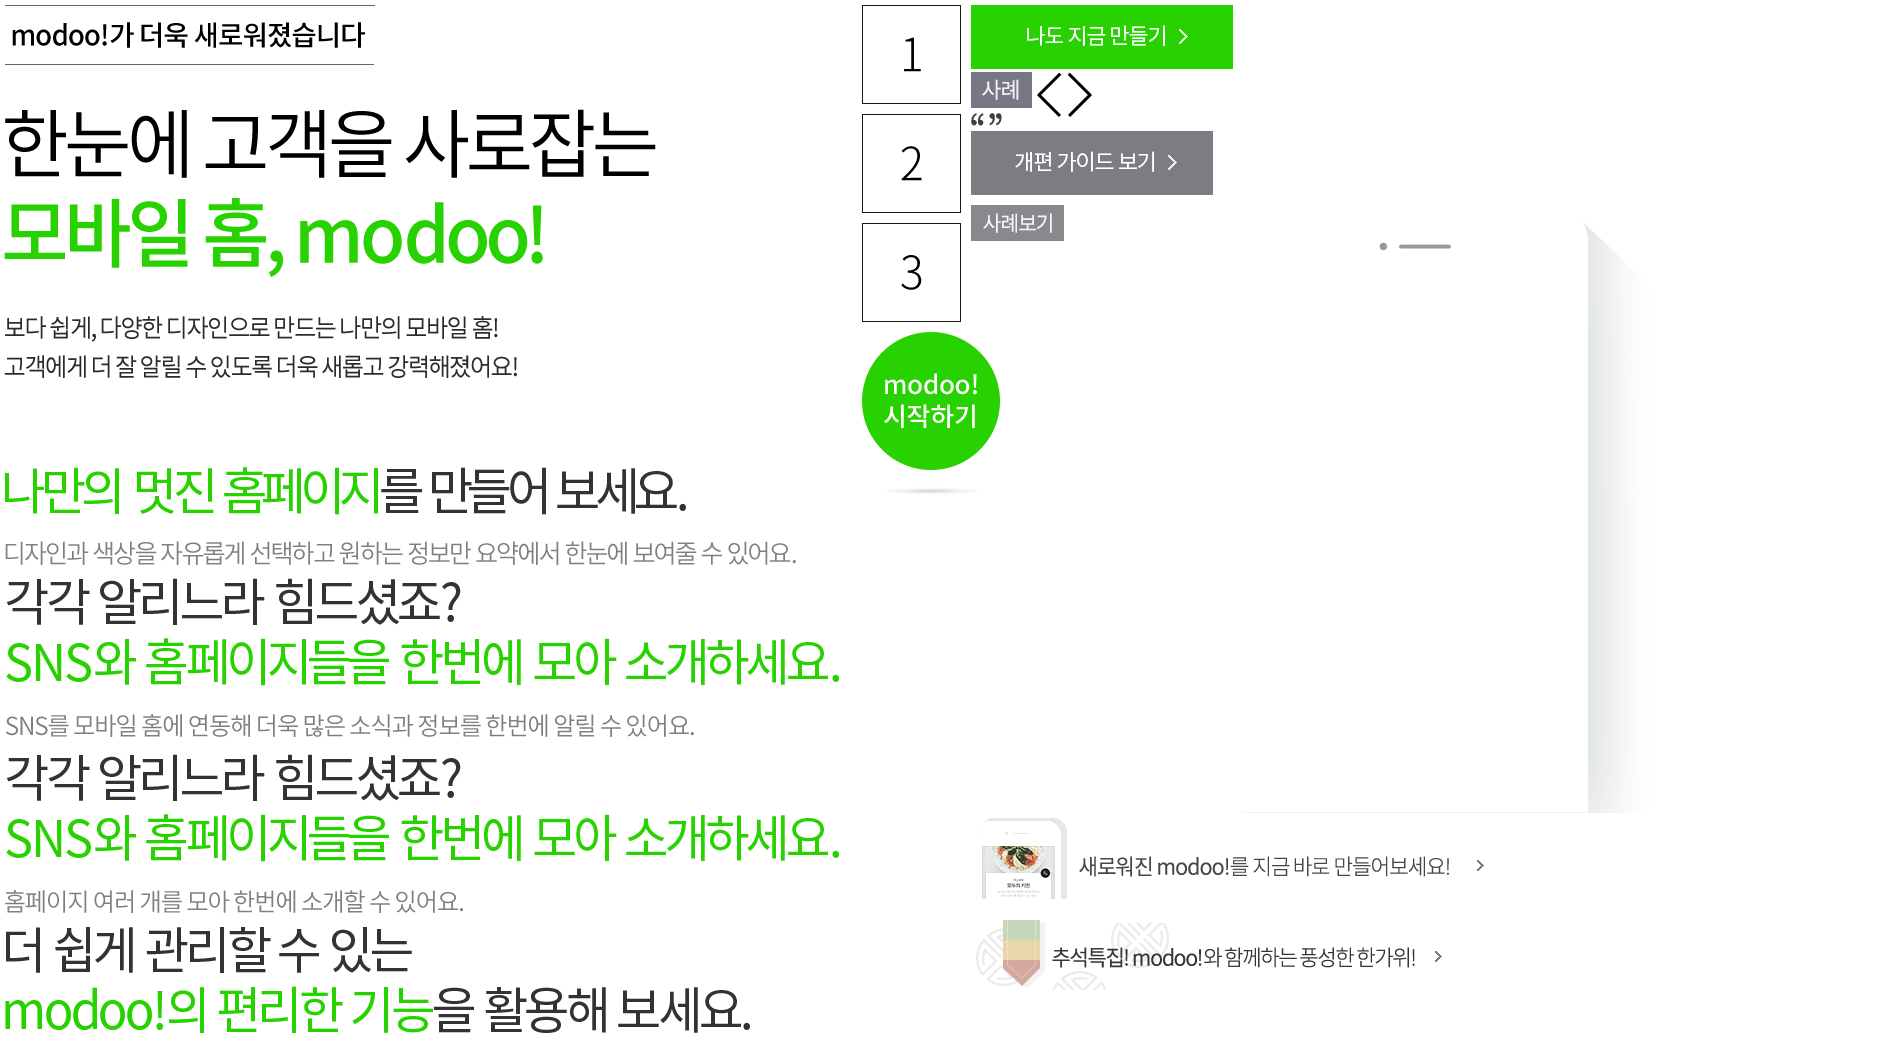 modoo!가 더욱 새로워졌습니다
한눈에 고객을 사로잡는
모바일 홈, modoo!
보다 쉽게, 다양한 디자인으로 만드는 나만의 모바일 홈!
고객에게 더 잘 알릴 수 있도록 더욱 새롭고 강력해졌어요!
나만의 멋진 홈페이지를 만들어 보세요.
디자인과 색상을 자유롭게 선택하고 원하는 정보만 요약에서 한눈에 보여줄 수 있어요.
각각 알리느라 힘드셨죠?
SNS와 홈페이지들을 한번에 모아 소개하세요.
SNS를 모바일 홈에 연동해 더욱 많은 소식과 정보를 한번에 알릴 수 있어요.
각각 알리느라 힘드셨죠?
SNS와 홈페이지들을 한번에 모아 소개하세요.
홈페이지 여러 개를 모아 한번에 소개할 수 있어요.
더 쉽게 관리할 수 있는
modoo!의 편리한 기능을 활용해 보세요.
1
2
3
modoo!
시작하기
나도 지금 만들기 >
사례
“ ”
개편 가이드 보기 >
사례보기
모두의 키친
새로워진 modoo!를 지금 바로 만들어보세요! >
추석특집! modoo!와 함께하는 풍성한 한가위! >